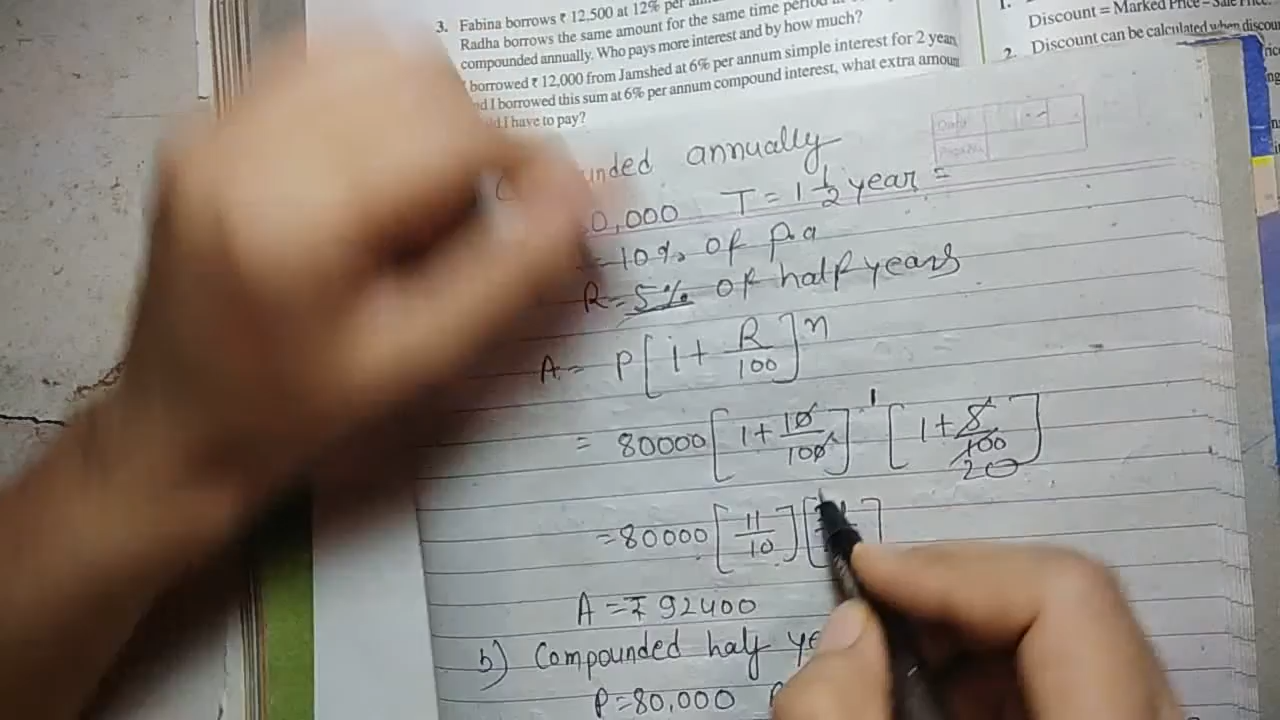 3. Fabina borrows ₹ 12,500 at 12% per
Radha borrows the same amount for the same time period
compounded annually. Who pays more interest and by how much?
borrowed ₹ 12,000 from Jamshed at 6% per annum simple interest for 2 years
I borrowed this sum at 6% per annum compound interest, what extra amount
I have to pay?
1.
Discount = Marked Price – Sale Price
2. Discount can be calculated when
unded annually
0,000 T = 1 1/2 year =
= 10% of p.a
R = 5% of half years
A = P[1 + R/100]^n
= 80000[1 + 10/100]^1 [1 + 5/100]
20
= 80000[11/10][
A = ₹ 92400
b) Compounded half ye
P = 80,000